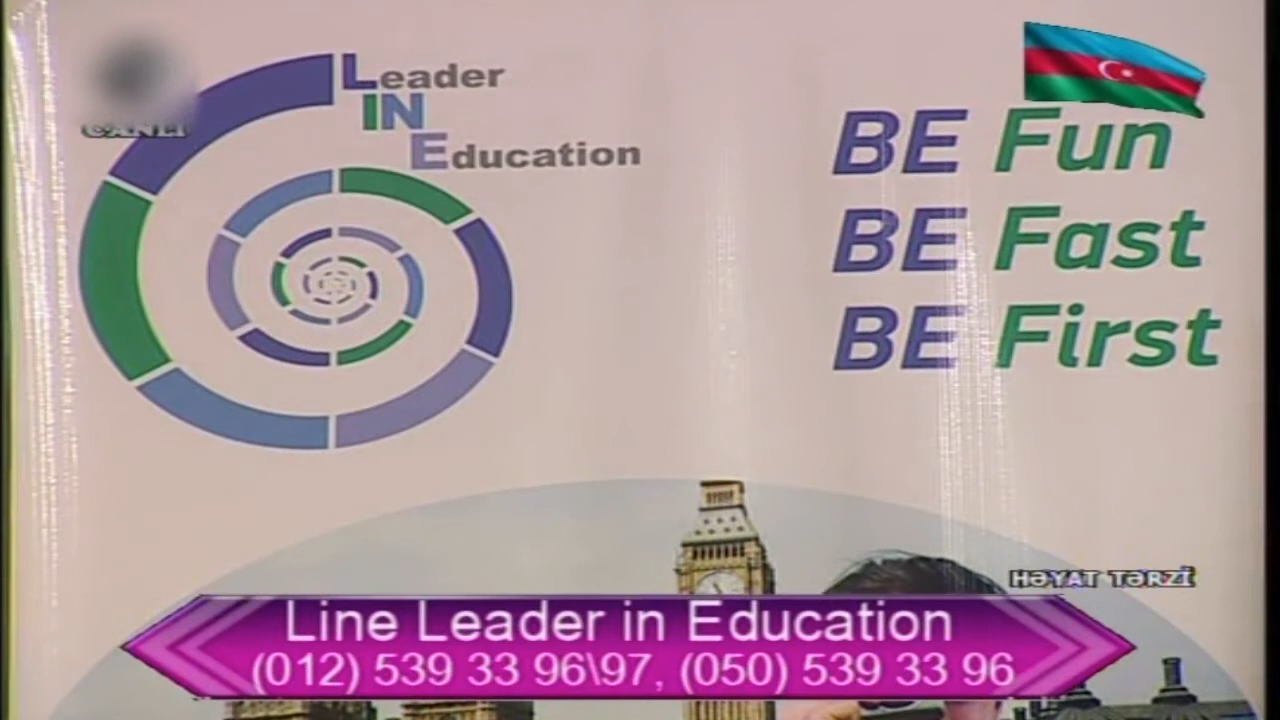 CANLI
Leader
IN
Education
BE Fun
BE Fast
BE First
HƏYAT TƏRZİ
Line Leader in Education
(012) 539 33 96\97, (050) 539 33 96